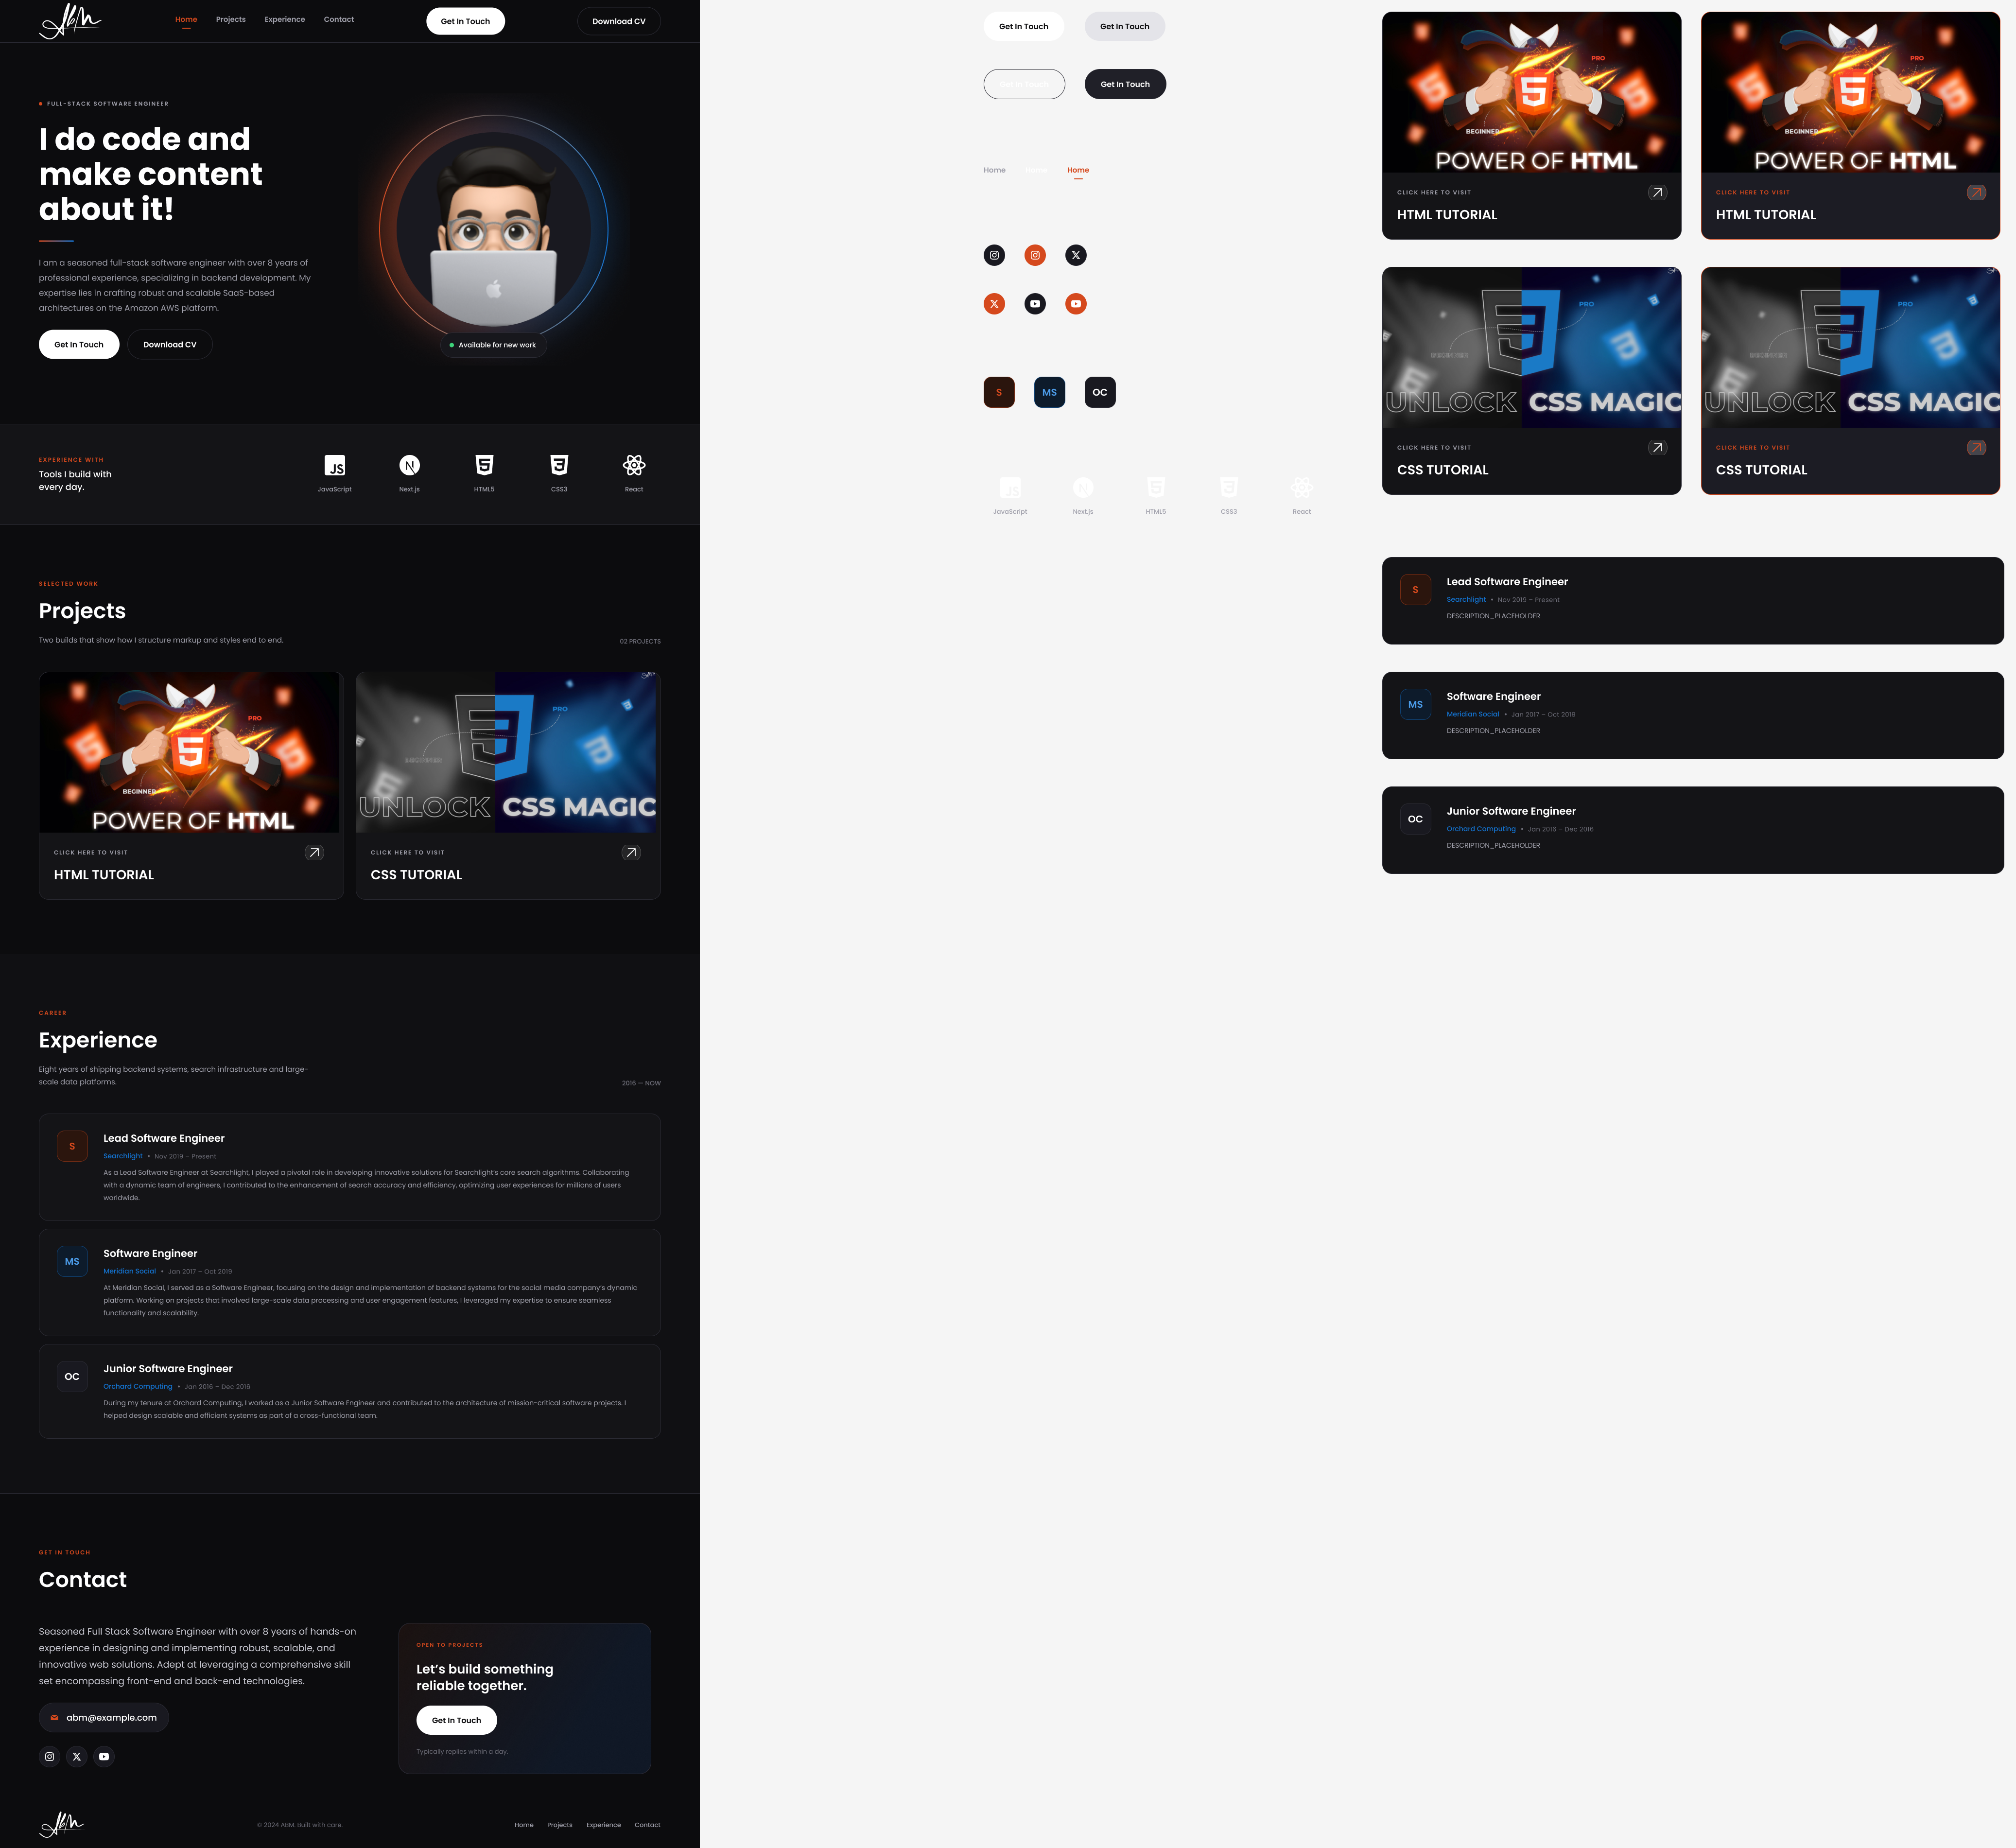 Home Projects Experience Contact Get In Touch Download CV
FULL-STACK SOFTWARE ENGINEER
I do code and
make content
about it!
I am a seasoned full-stack software engineer with over 8 years of
professional experience, specializing in backend development. My
expertise lies in crafting robust and scalable SaaS-based
architectures on the Amazon AWS platform.
Get In Touch Download CV
Available for new work
EXPERIENCE WITH
Tools I build with
every day.
JS
N
5
3
JavaScript Next.js HTML5 CSS3 React
SELECTED WORK
Projects
Two builds that show how I structure markup and styles end to end.
02 PROJECTS
PRO
5
BEGINNER
POWER OF HTML
CLICK HERE TO VISIT
HTML TUTORIAL
PRO
BEGINNER
UNLOCK CSS MAGIC
CLICK HERE TO VISIT
CSS TUTORIAL
CAREER
Experience
Eight years of shipping backend systems, search infrastructure and large-
scale data platforms.
2016 — NOW
S
Lead Software Engineer
Searchlight • Nov 2019 – Present
As a Lead Software Engineer at Searchlight, I played a pivotal role in developing innovative solutions for Searchlight’s core search algorithms. Collaborating
with a dynamic team of engineers, I contributed to the enhancement of search accuracy and efficiency, optimizing user experiences for millions of users
worldwide.
MS
Software Engineer
Meridian Social • Jan 2017 – Oct 2019
At Meridian Social, I served as a Software Engineer, focusing on the design and implementation of backend systems for the social media company’s dynamic
platform. Working on projects that involved large-scale data processing and user engagement features, I leveraged my expertise to ensure seamless
functionality and scalability.
OC
Junior Software Engineer
Orchard Computing • Jan 2016 – Dec 2016
During my tenure at Orchard Computing, I worked as a Junior Software Engineer and contributed to the architecture of mission-critical software projects. I
helped design scalable and efficient systems as part of a cross-functional team.
GET IN TOUCH
Contact
Seasoned Full Stack Software Engineer with over 8 years of hands-on
experience in designing and implementing robust, scalable, and
innovative web solutions. Adept at leveraging a comprehensive skill
set encompassing front-end and back-end technologies.
abm@example.com
OPEN TO PROJECTS
Let’s build something
reliable together.
Get In Touch
Typically replies within a day.
© 2024 ABM. Built with care.
Home Projects Experience Contact
Get In Touch Get In Touch
Get In Touch Get In Touch
Home Home Home
S MS OC
JavaScript Next.js HTML5 CSS3 React
PRO
5
BEGINNER
POWER OF HTML
CLICK HERE TO VISIT
HTML TUTORIAL
PRO
5
BEGINNER
POWER OF HTML
CLICK HERE TO VISIT
HTML TUTORIAL
PRO
BEGINNER
UNLOCK CSS MAGIC
CLICK HERE TO VISIT
CSS TUTORIAL
PRO
BEGINNER
UNLOCK CSS MAGIC
CLICK HERE TO VISIT
CSS TUTORIAL
S
Lead Software Engineer
Searchlight • Nov 2019 – Present
DESCRIPTION_PLACEHOLDER
MS
Software Engineer
Meridian Social • Jan 2017 – Oct 2019
DESCRIPTION_PLACEHOLDER
OC
Junior Software Engineer
Orchard Computing • Jan 2016 – Dec 2016
DESCRIPTION_PLACEHOLDER